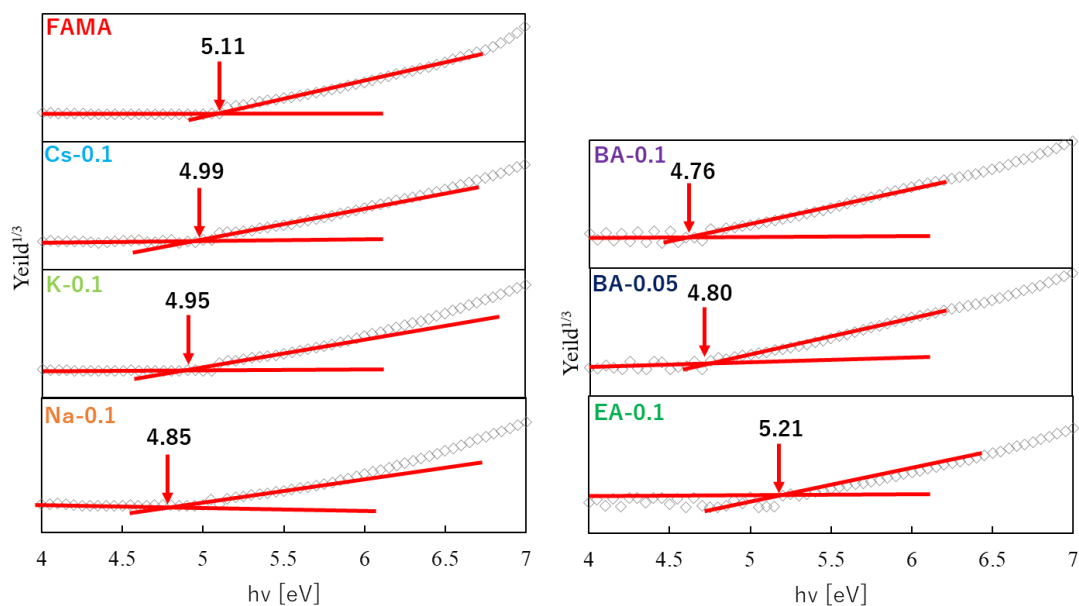 FAMA
5.11
Cs-0.1
4.99
K-0.1
4.95
Na-0.1
4.85
Yeild1/3
4 4.5 5 5.5 6 6.5 7
hν [eV]
BA-0.1
4.76
BA-0.05
4.80
EA-0.1
5.21
Yeild1/3
4 4.5 5 5.5 6 6.5 7
hν [eV]